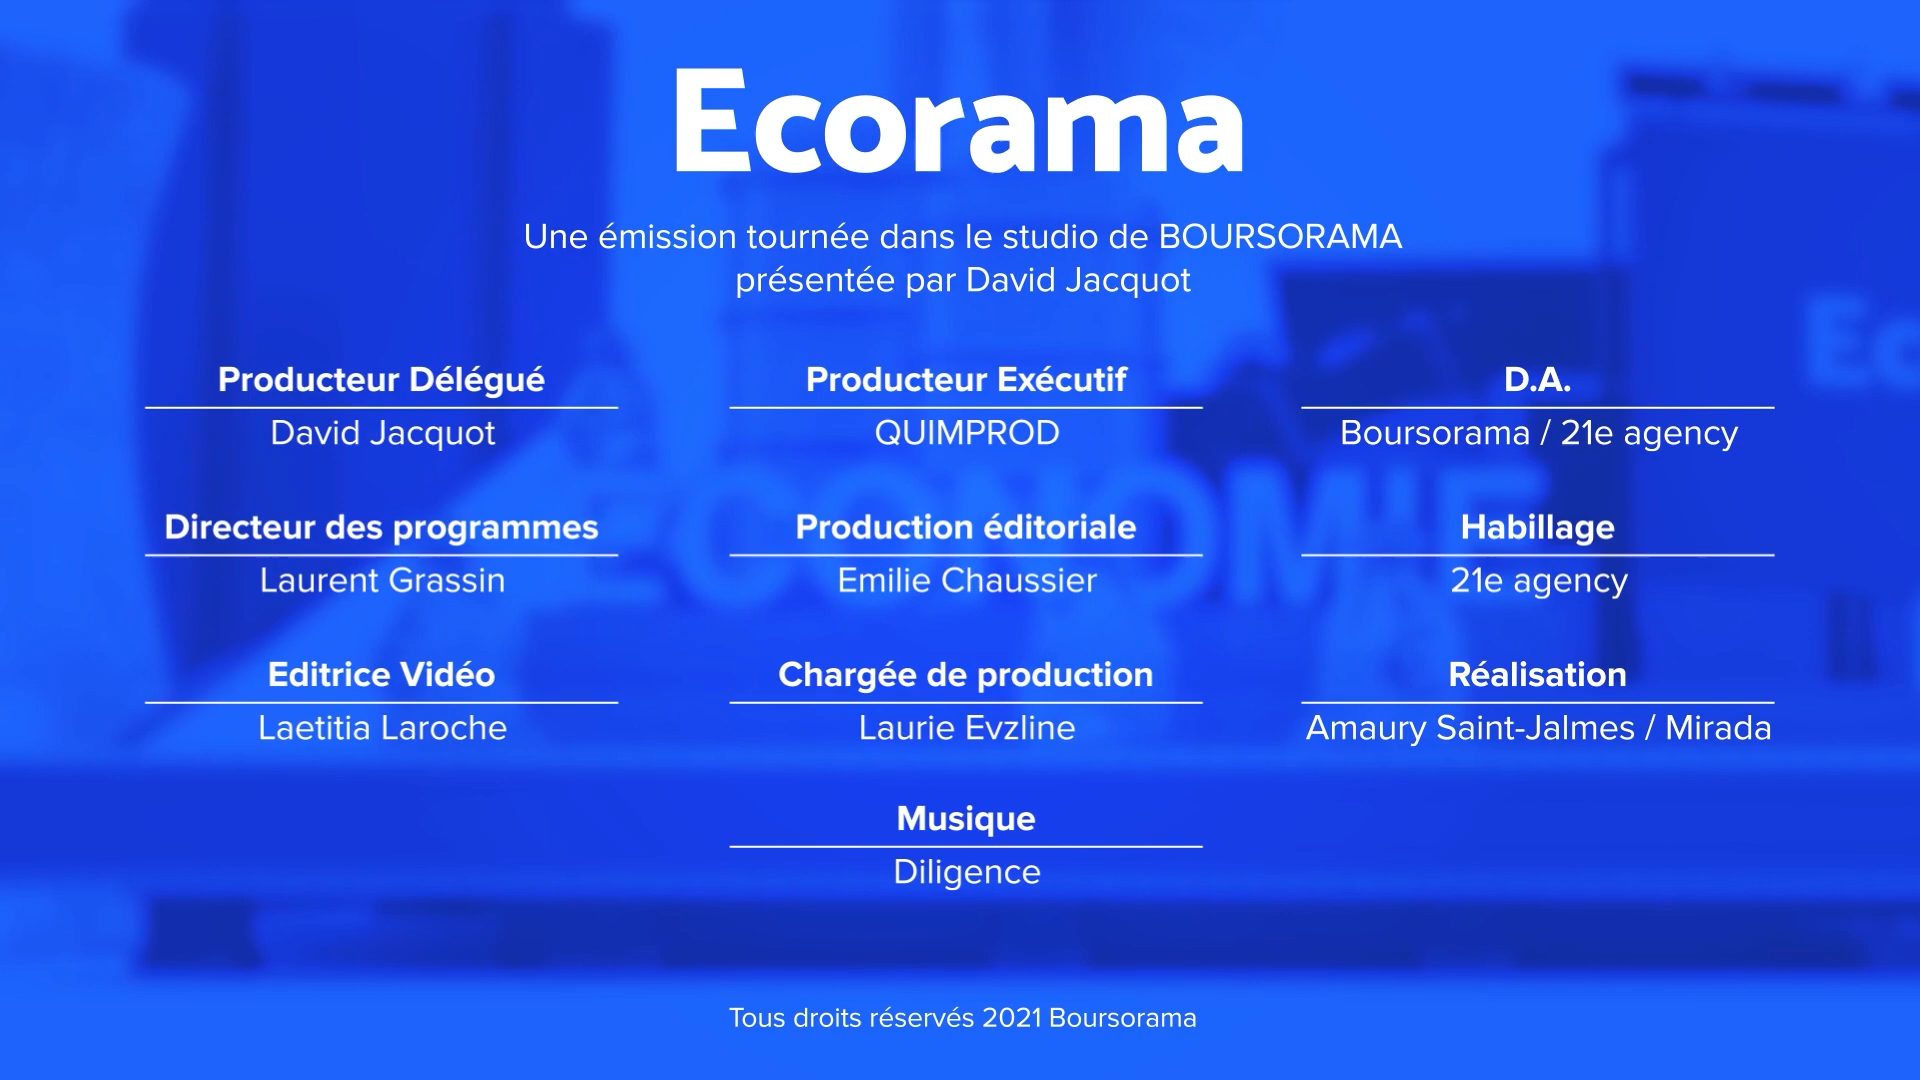 Ecorama
Une émission tournée dans le studio de BOURSORAMA
présentée par David Jacquot
Producteur Délégué
David Jacquot
Producteur Exécutif
QUIMPROD
D.A.
Boursorama / 21e agency
Directeur des programmes
Laurent Grassin
Production éditoriale
Emilie Chaussier
Habillage
21e agency
Editrice Vidéo
Laetitia Laroche
Chargée de production
Laurie Evzline
Réalisation
Amaury Saint-Jalmes / Mirada
Musique
Diligence
Tous droits réservés 2021 Boursorama
ECONOMIE
Ec